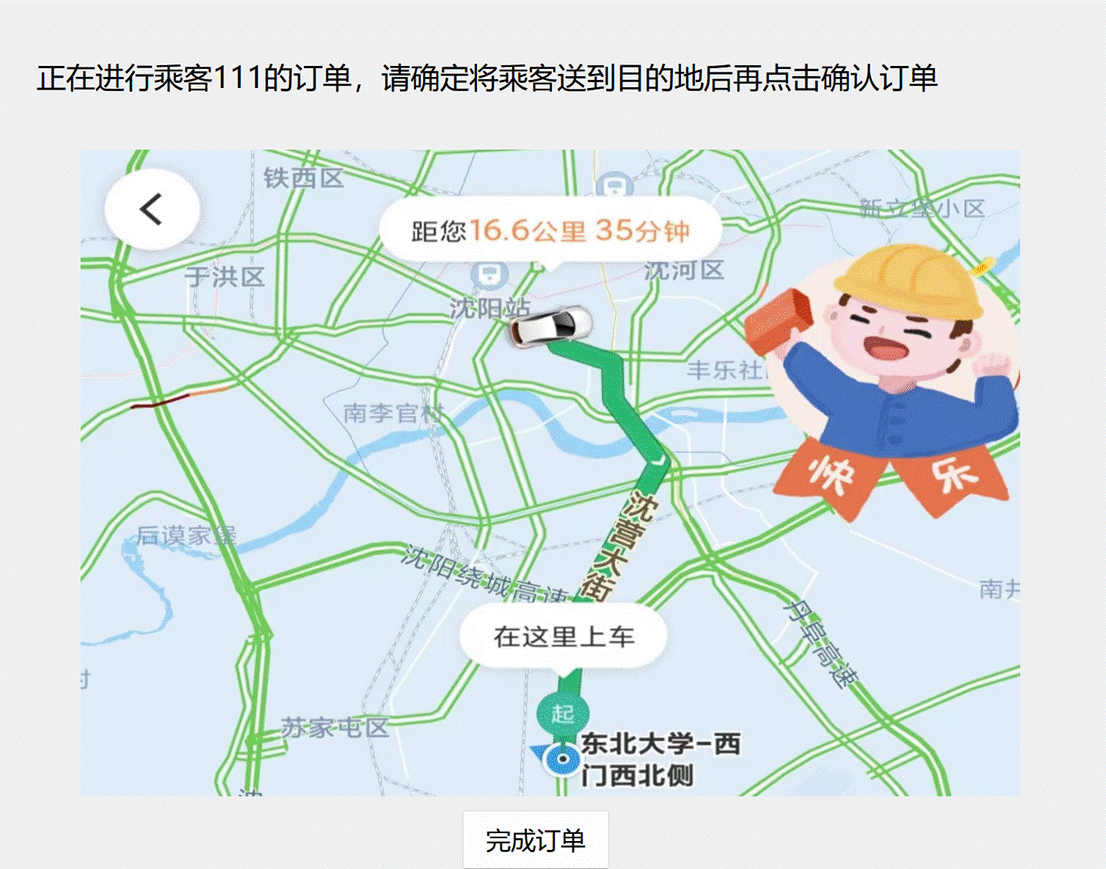 正在进行乘客111的订单，请确定将乘客送到目的地后再点击确认订单
铁西区
新立堡小区
距您16.6公里 35分钟
于洪区
沈河区
沈阳站
丰乐社
南李官村
快乐
沈营大街
后谟家堡
沈阳绕城高速
南井
丹阜高速
在这里上车
村
起
苏家屯区
东北大学-西
门西北侧
完成订单